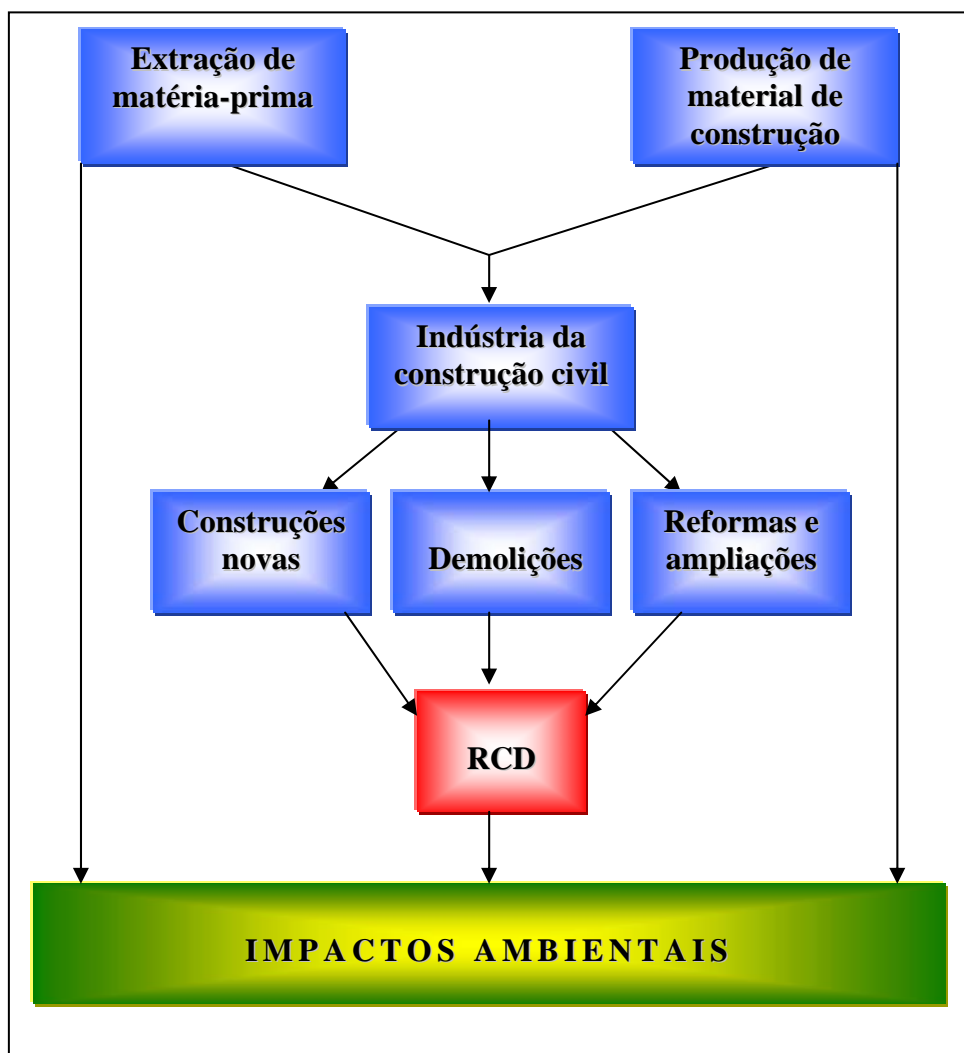 Extração de
matéria-prima
Produção de
material de
construção
Indústria da
construção civil
Construções
novas
Demolições
Reformas e
ampliações
RCD
IMPACTOS AMBIENTAIS